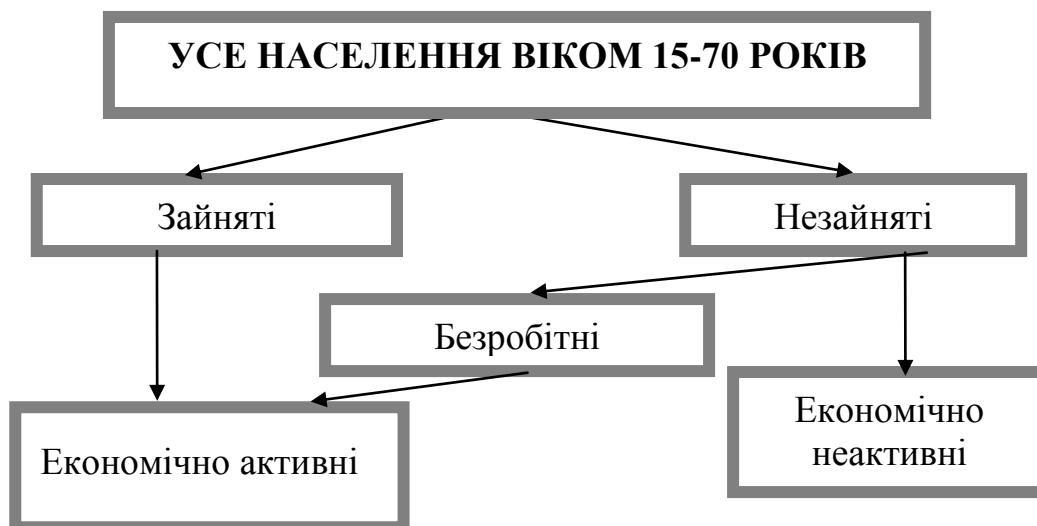 УСЕ НАСЕЛЕННЯ ВІКОМ 15-70 РОКІВ
Зайняті
Незайняті
Безробітні
Економічно активні
Економічно
неактивні